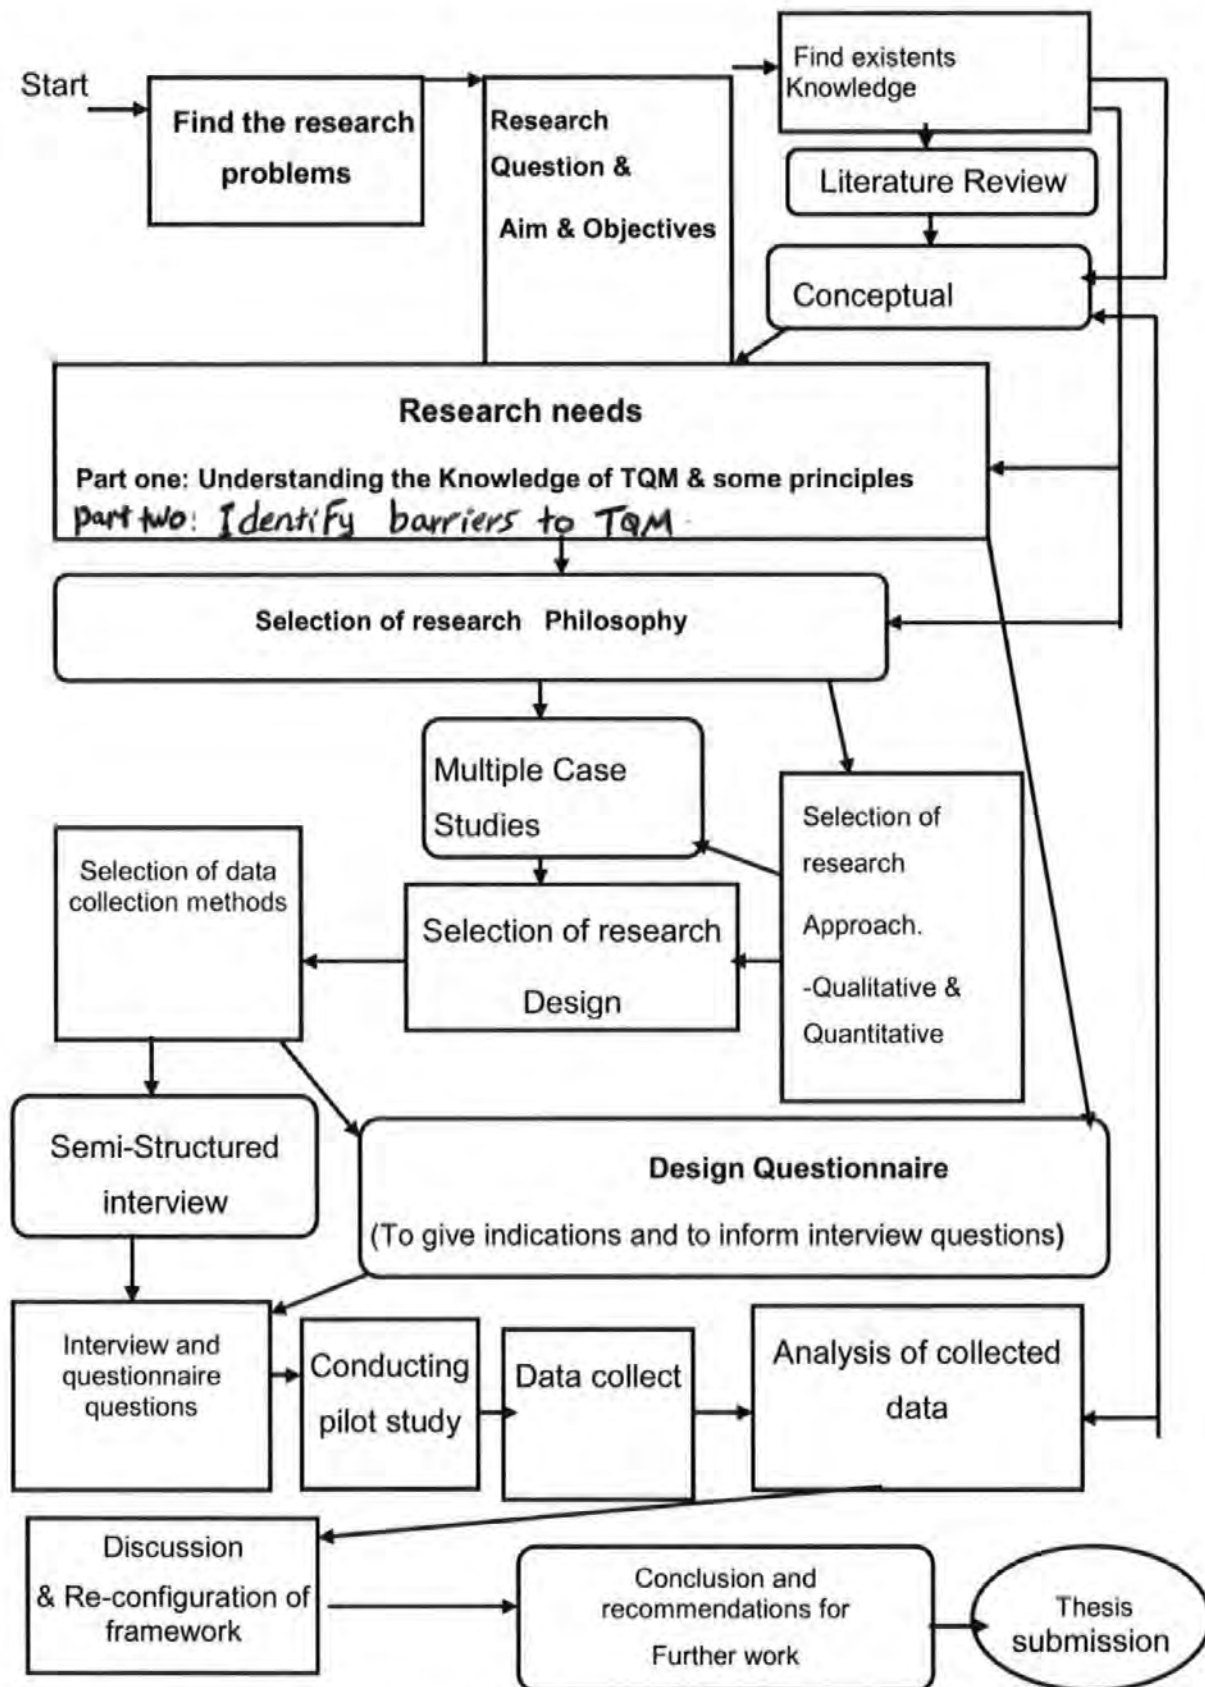 Start
Find the research
problems
Research
Question &
Aim & Objectives
Find existents
Knowledge
Literature Review
Conceptual
Research needs
Part one: Understanding the Knowledge of TQM & some principles
Part two: Identify barriers to TQM.
Selection of research Philosophy
Multiple Case
Studies
Selection of
research
Approach.
-Qualitative &
Quantitative
Selection of data
collection methods
Selection of research
Design
Semi-Structured
interview
Design Questionnaire
(To give indications and to inform interview questions)
Interview and
questionnaire
questions
Conducting
pilot study
Data collect
Analysis of collected
data
Discussion
& Re-configuration of
framework
Conclusion and
recommendations for
Further work
Thesis
submission